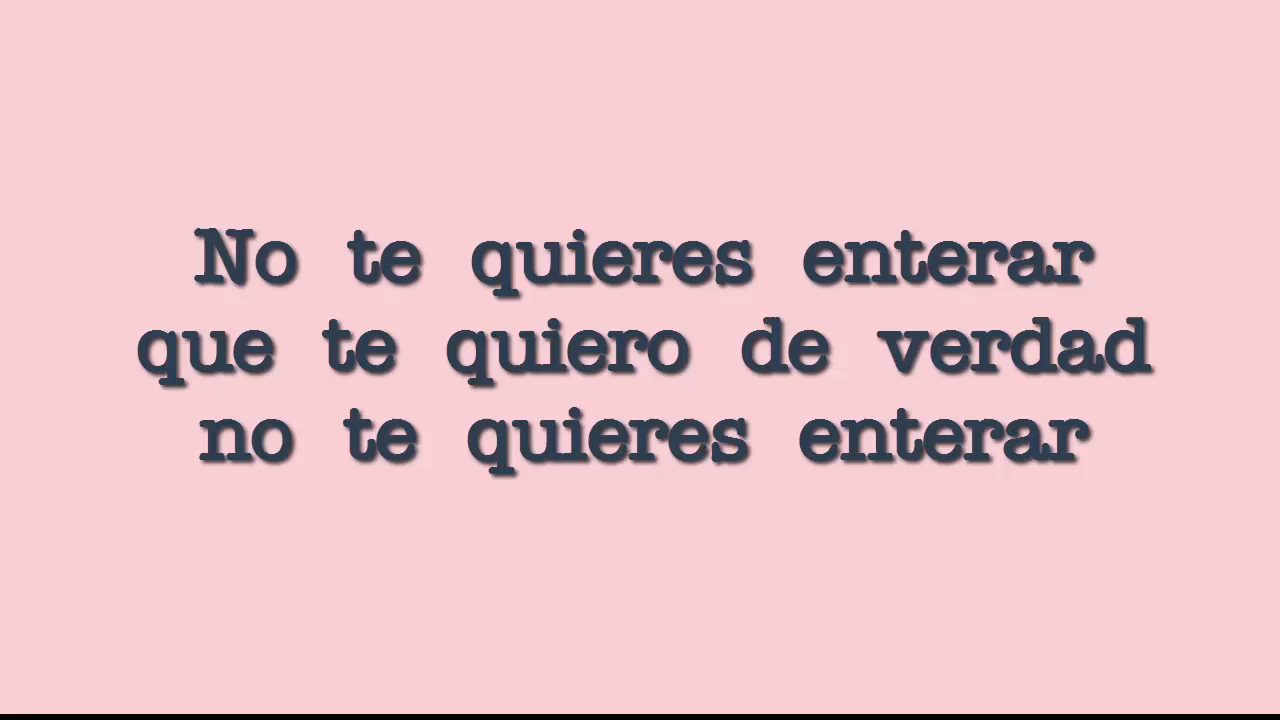 No te quieres enterar
que te quiero de verdad
no te quieres enterar